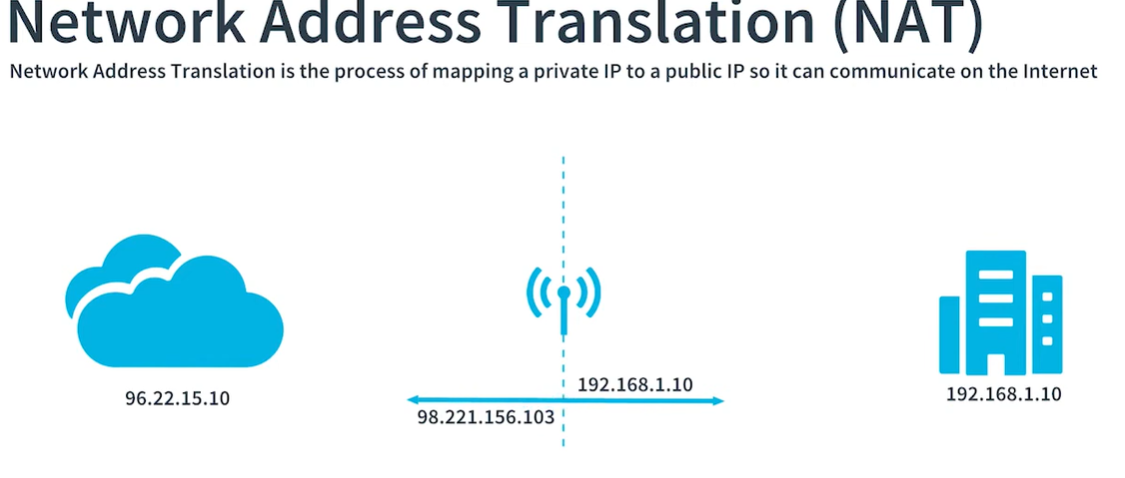 Network Address Translation (NAT)
Network Address Translation is the process of mapping a private IP to a public IP so it can communicate on the Internet
96.22.15.10
192.168.1.10
98.221.156.103
192.168.1.10